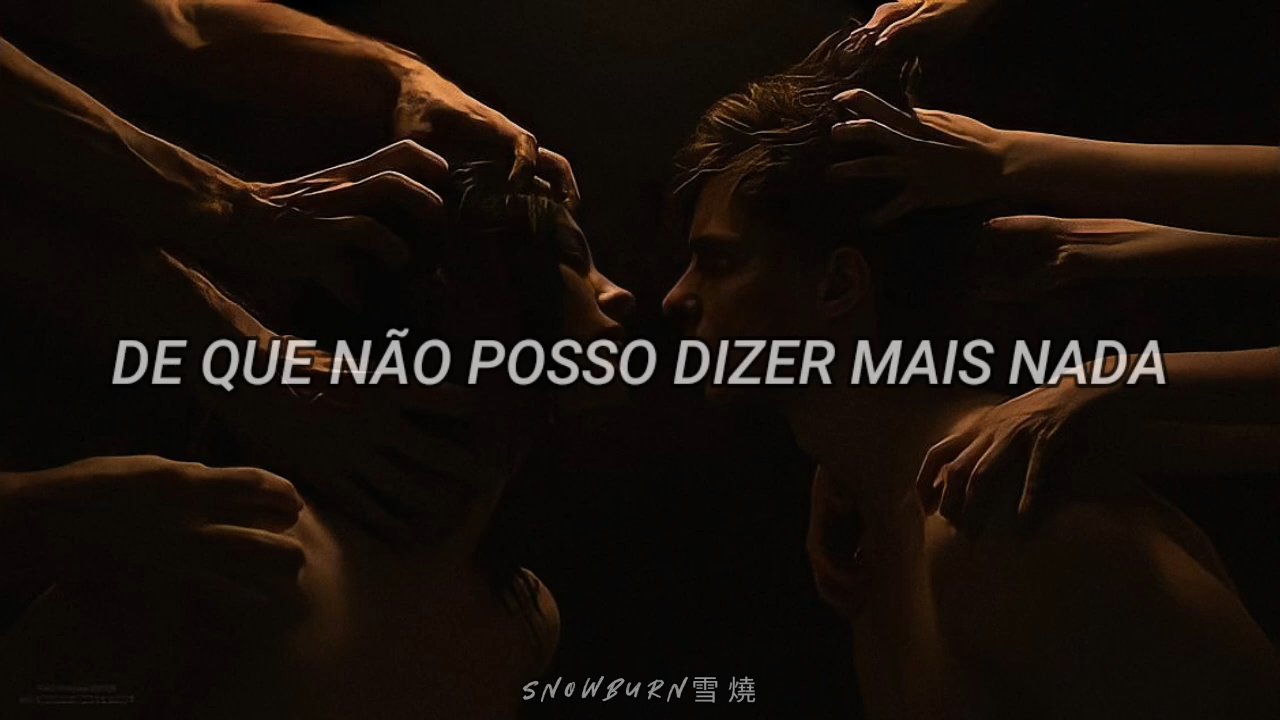 DE QUE NÃO POSSO DIZER MAIS NADA
SNOWBURN雪 燒